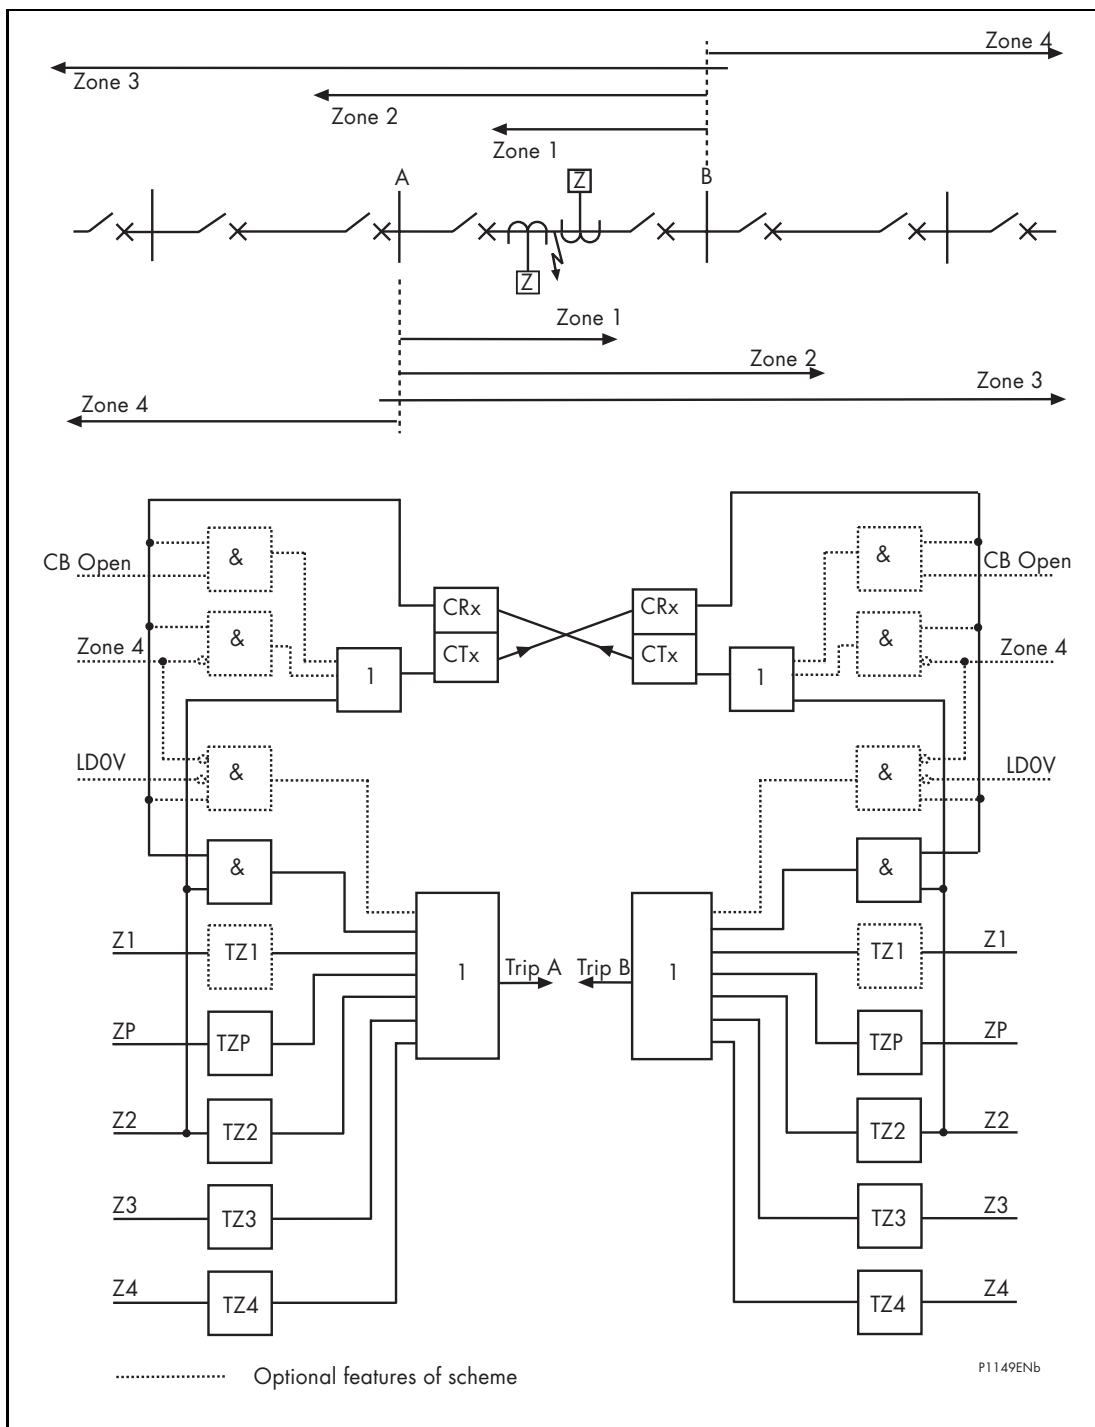 Zone 4
Zone 3
Zone 2
Zone 1
A
Z
B
Z
Zone 1
Zone 2
Zone 3
Zone 4
&
&
CB Open
CB Open
CRx
CRx
&
&
Zone 4
Zone 4
CTx
CTx
1
1
LD0V
&
&
LD0V
&
&
Z1
TZ1
TZ1
Z1
1
Trip A
Trip B
1
ZP
TZP
TZP
ZP
Z2
TZ2
TZ2
Z2
Z3
TZ3
TZ3
Z3
Z4
TZ4
TZ4
Z4
Optional features of scheme
P1149ENb